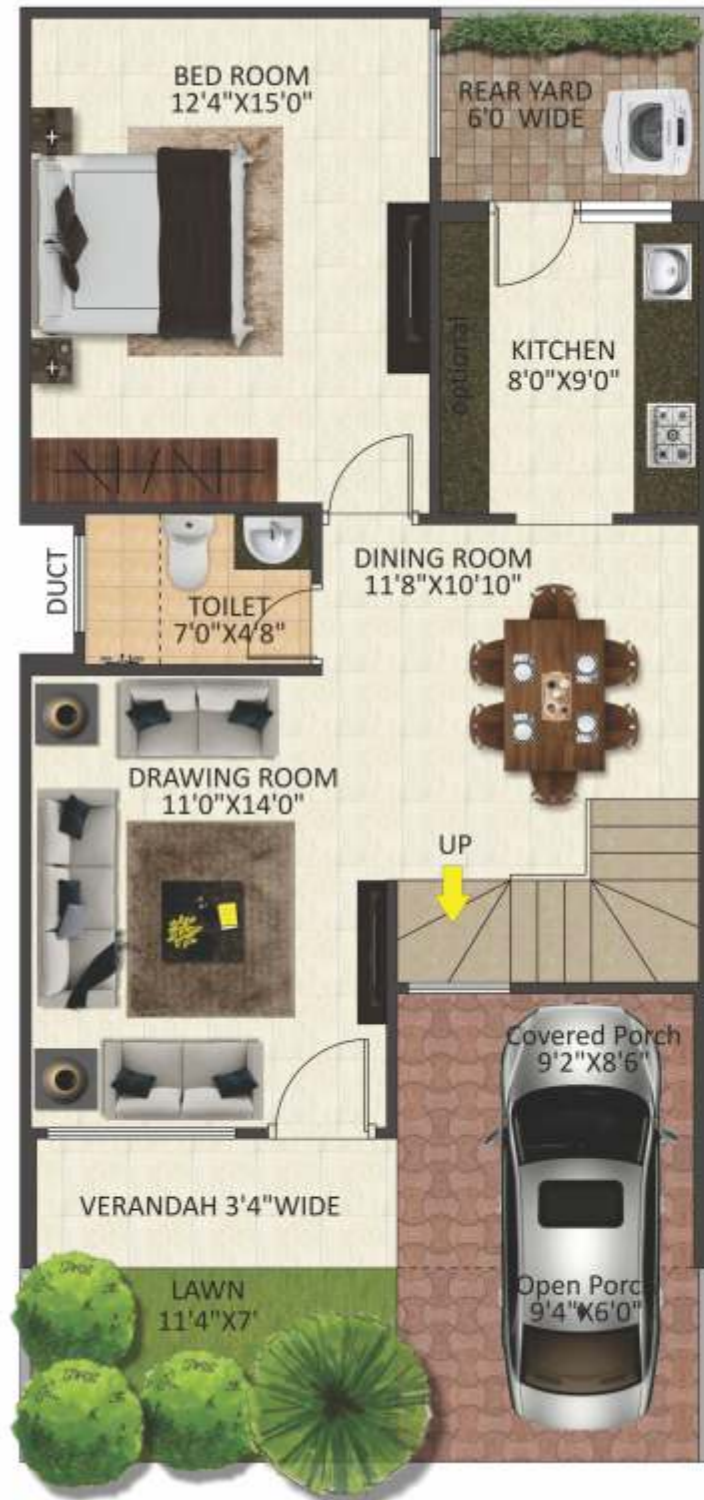 BED ROOM
12'4"X15'0"
REAR YARD
6'0 WIDE
KITCHEN
8'0"X9'0"
optional
DUCT
TOILET
7'0"X4'8"
DINING ROOM
11'8"X10'10"
DRAWING ROOM
11'0"X14'0"
UP
Covered Porch
9'2"X8'6"
VERANDAH 3'4"WIDE
LAWN
11'4"X7'
Open Porch
9'4"X6'0"